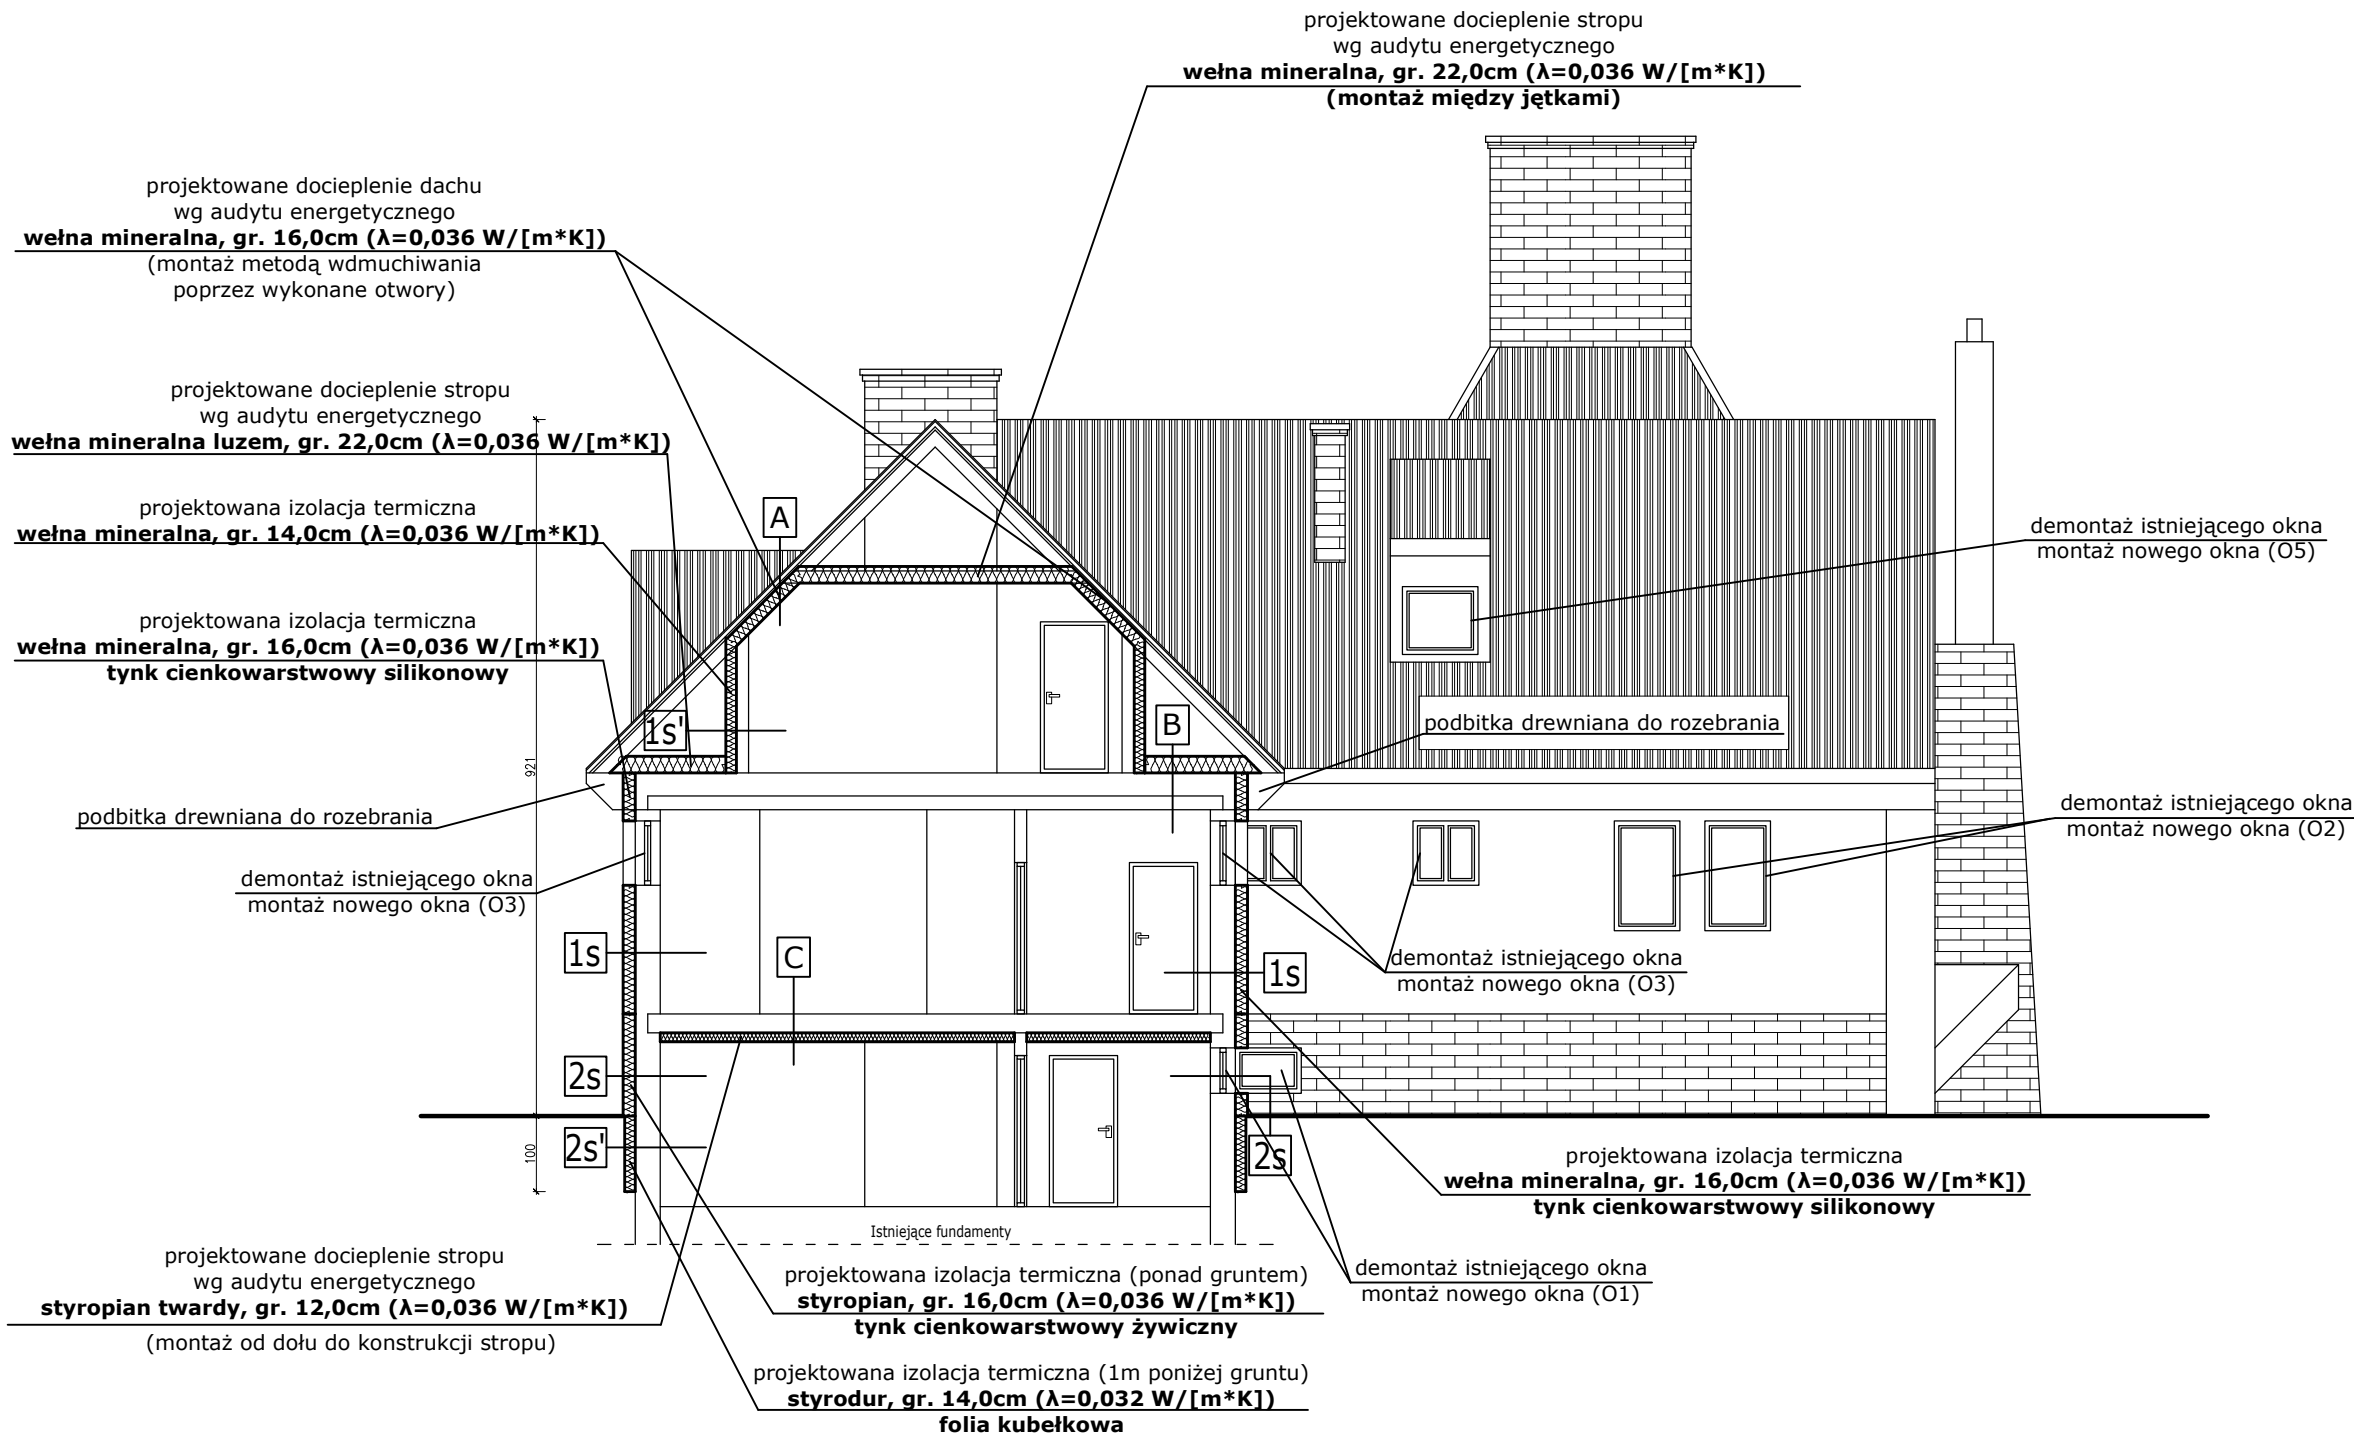 projektowane docieplenie stropu
wg audytu energetycznego
wełna mineralna, gr. 22,0cm (λ=0,036 W/[m*K])
(montaż między jętkami)
projektowane docieplenie dachu
wg audytu energetycznego
wełna mineralna, gr. 16,0cm (λ=0,036 W/[m*K])
(montaż metodą wdmuchiwania
poprzez wykonane otwory)
projektowane docieplenie stropu
wg audytu energetycznego
wełna mineralna luzem, gr. 22,0cm (λ=0,036 W/[m*K])
projektowana izolacja termiczna
wełna mineralna, gr. 14,0cm (λ=0,036 W/[m*K])
A
demontaż istniejącego okna
montaż nowego okna (O5)
projektowana izolacja termiczna
wełna mineralna, gr. 16,0cm (λ=0,036 W/[m*K])
tynk cienkowarstwowy silikonowy
1s'
B
podbitka drewniana do rozebrania
921
podbitka drewniana do rozebrania
demontaż istniejącego okna
montaż nowego okna (O2)
demontaż istniejącego okna
montaż nowego okna (O3)
1s
C
1s
demontaż istniejącego okna
montaż nowego okna (O3)
2s
2s'
100
2s
projektowana izolacja termiczna
wełna mineralna, gr. 16,0cm (λ=0,036 W/[m*K])
tynk cienkowarstwowy silikonowy
Istniejące fundamenty
projektowane docieplenie stropu
wg audytu energetycznego
styropian twardy, gr. 12,0cm (λ=0,036 W/[m*K])
(montaż od dołu do konstrukcji stropu)
projektowana izolacja termiczna (ponad gruntem)
styropian, gr. 16,0cm (λ=0,036 W/[m*K])
tynk cienkowarstwowy żywiczny
demontaż istniejącego okna
montaż nowego okna (O1)
projektowana izolacja termiczna (1m poniżej gruntu)
styrodur, gr. 14,0cm (λ=0,032 W/[m*K])
folia kubełkowa